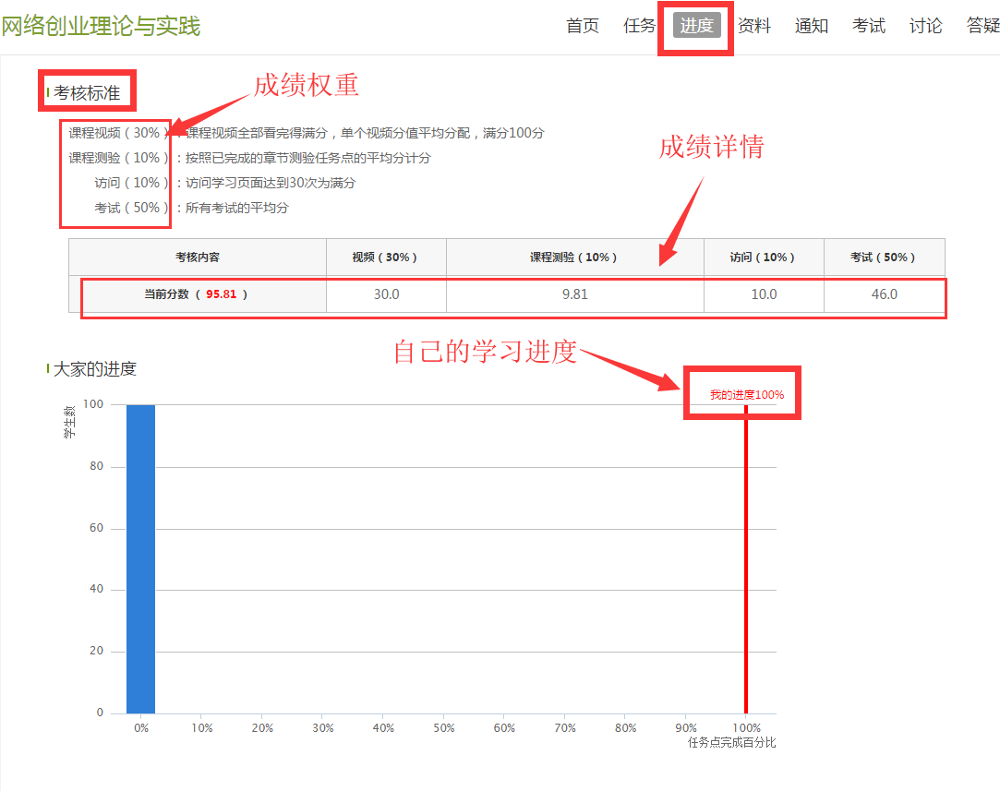 网络创业理论与实践
首页 任务 进度 资料 通知 考试 讨论 答疑
考核标准
成绩权重
课程视频（30%）：课程视频全部看完得满分，单个视频分值平均分配，满分100分
课程测验（10%）：按照已完成的章节测验任务点的平均分计分
访问（10%）：访问学习页面达到30次为满分
考试（50%）：所有考试的平均分
成绩详情
考核内容 视频（30%） 课程测验（10%） 访问（10%） 考试（50%）
当前分数（ 95.81 ） 30.0 9.81 10.0 46.0
自己的学习进度
大家的进度
我的进度100%
学生数
100
80
60
40
20
0
0% 10% 20% 30% 40% 50% 60% 70% 80% 90% 100%
任务点完成百分比